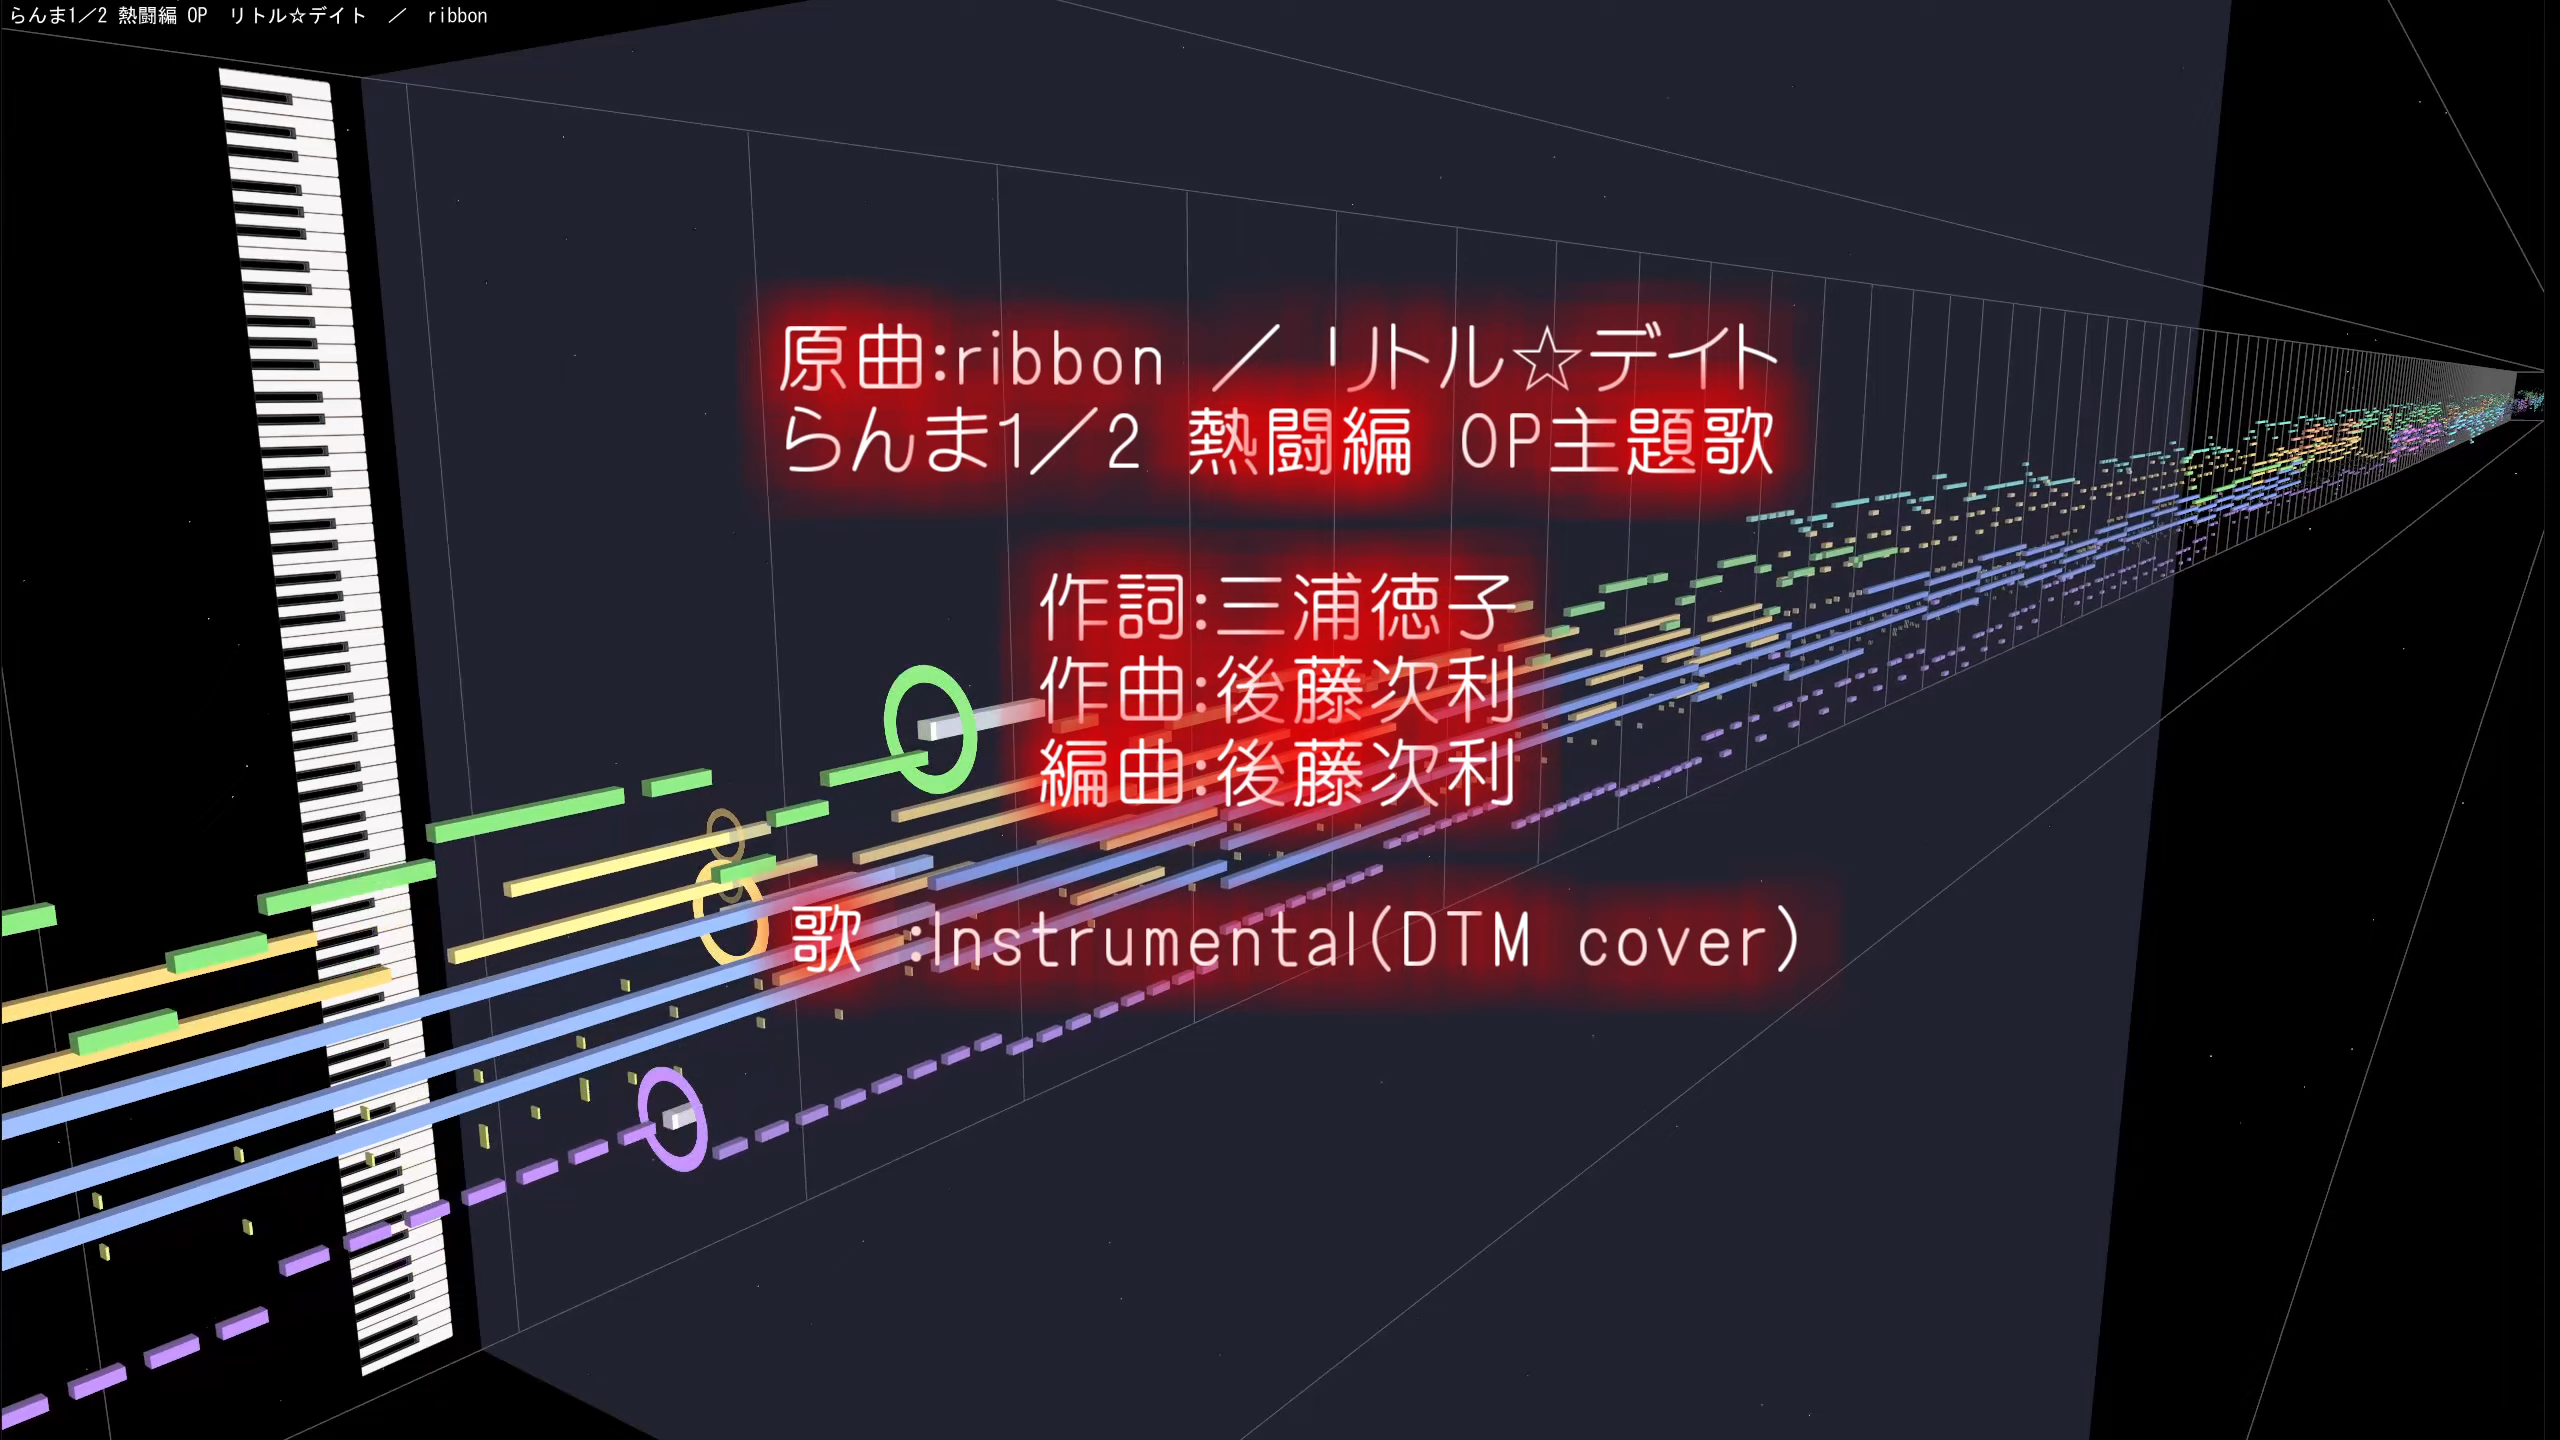 らんま1／2 熱闘編 OP　リトル☆デイト　／　ribbon
原曲:ribbon ／ リトル☆デイト
らんま1／2 熱闘編 OP主題歌
作詞:三浦徳子
作曲:後藤次利
編曲:後藤次利
歌 :Instrumental(DTM cover)